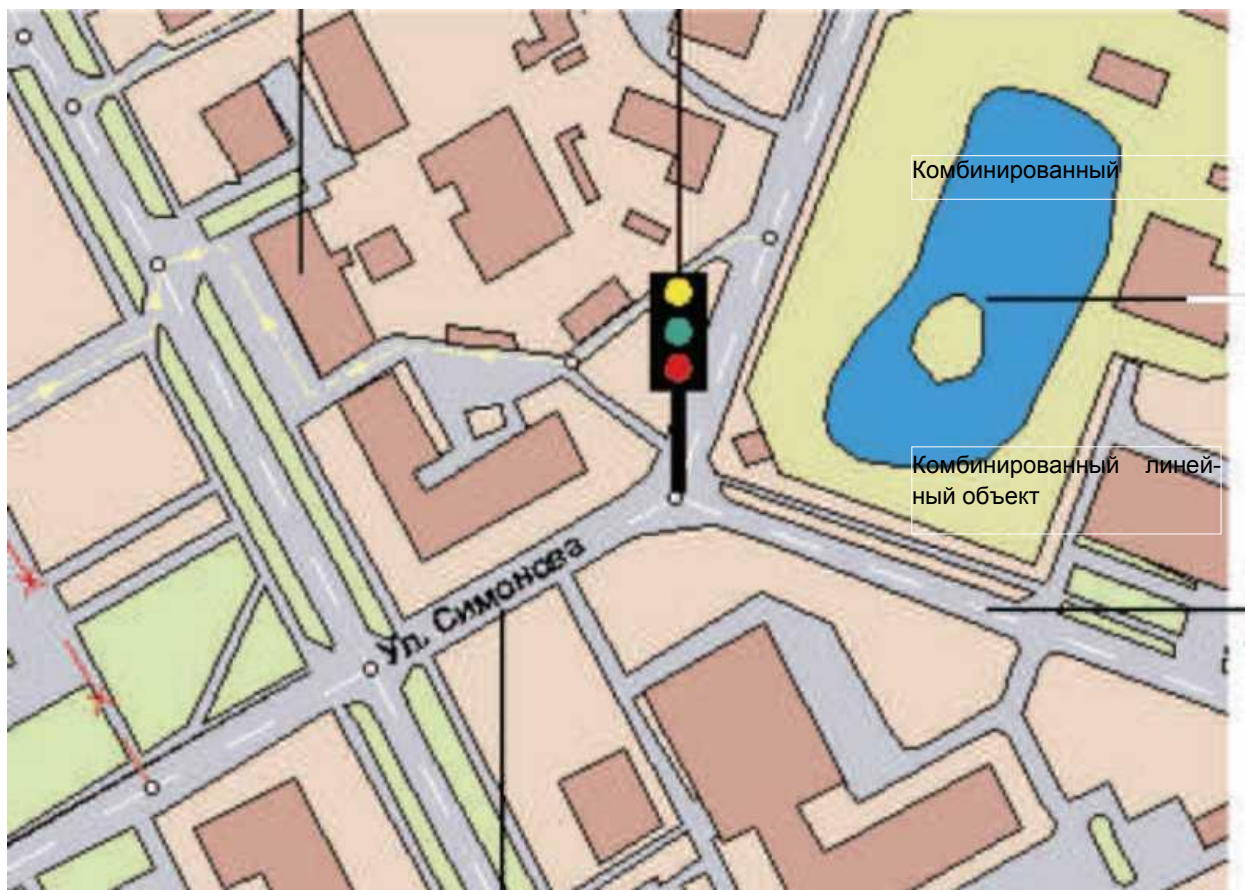 Комбинированный
Комбинированный линей-
ный объект
Ул. Симонова